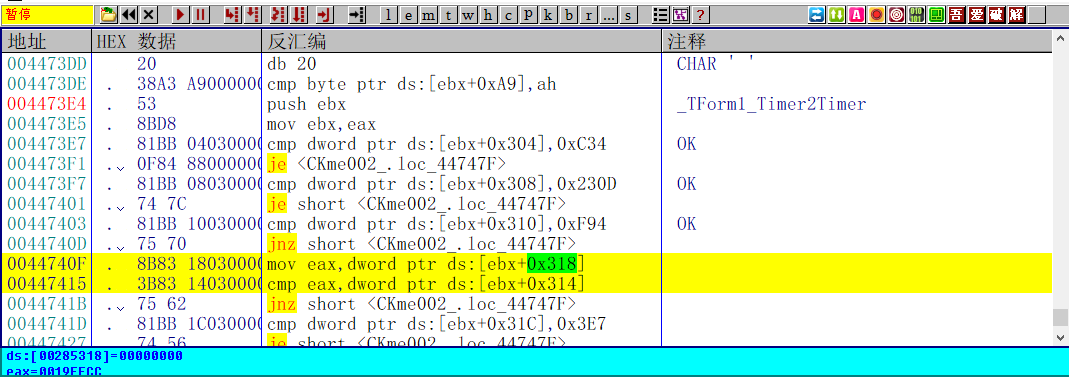 暂停 l e m t w h c p k b r ... s ? A 吾 爱 破 解
地址 HEX 数据 反汇编 注释
004473DD 20 db 20 CHAR ' '
004473DE . 38A3 A9000000 cmp byte ptr ds:[ebx+0xA9],ah
004473E4 . 53 push ebx _TForm1_Timer2Timer
004473E5 . 8BD8 mov ebx,eax
004473E7 . 81BB 04030000 cmp dword ptr ds:[ebx+0x304],0xC34 OK
004473F1 . 0F84 88000000 je <CKme002_.loc_44747F>
004473F7 . 81BB 08030000 cmp dword ptr ds:[ebx+0x308],0x230D OK
00447401 . 74 7C je short <CKme002_.loc_44747F>
00447403 . 81BB 10030000 cmp dword ptr ds:[ebx+0x310],0xF94 OK
0044740D . 75 70 jnz short <CKme002_.loc_44747F>
0044740F . 8B83 18030000 mov eax,dword ptr ds:[ebx+0x318]
00447415 . 3B83 14030000 cmp eax,dword ptr ds:[ebx+0x314]
0044741B . 75 62 jnz short <CKme002_.loc_44747F>
0044741D . 81BB 1C030000 cmp dword ptr ds:[ebx+0x31C],0x3E7
00447427 . 74 56 je short <CKme002_.loc_44747F>
ds:[00285318]=00000000
eax=0019FECC